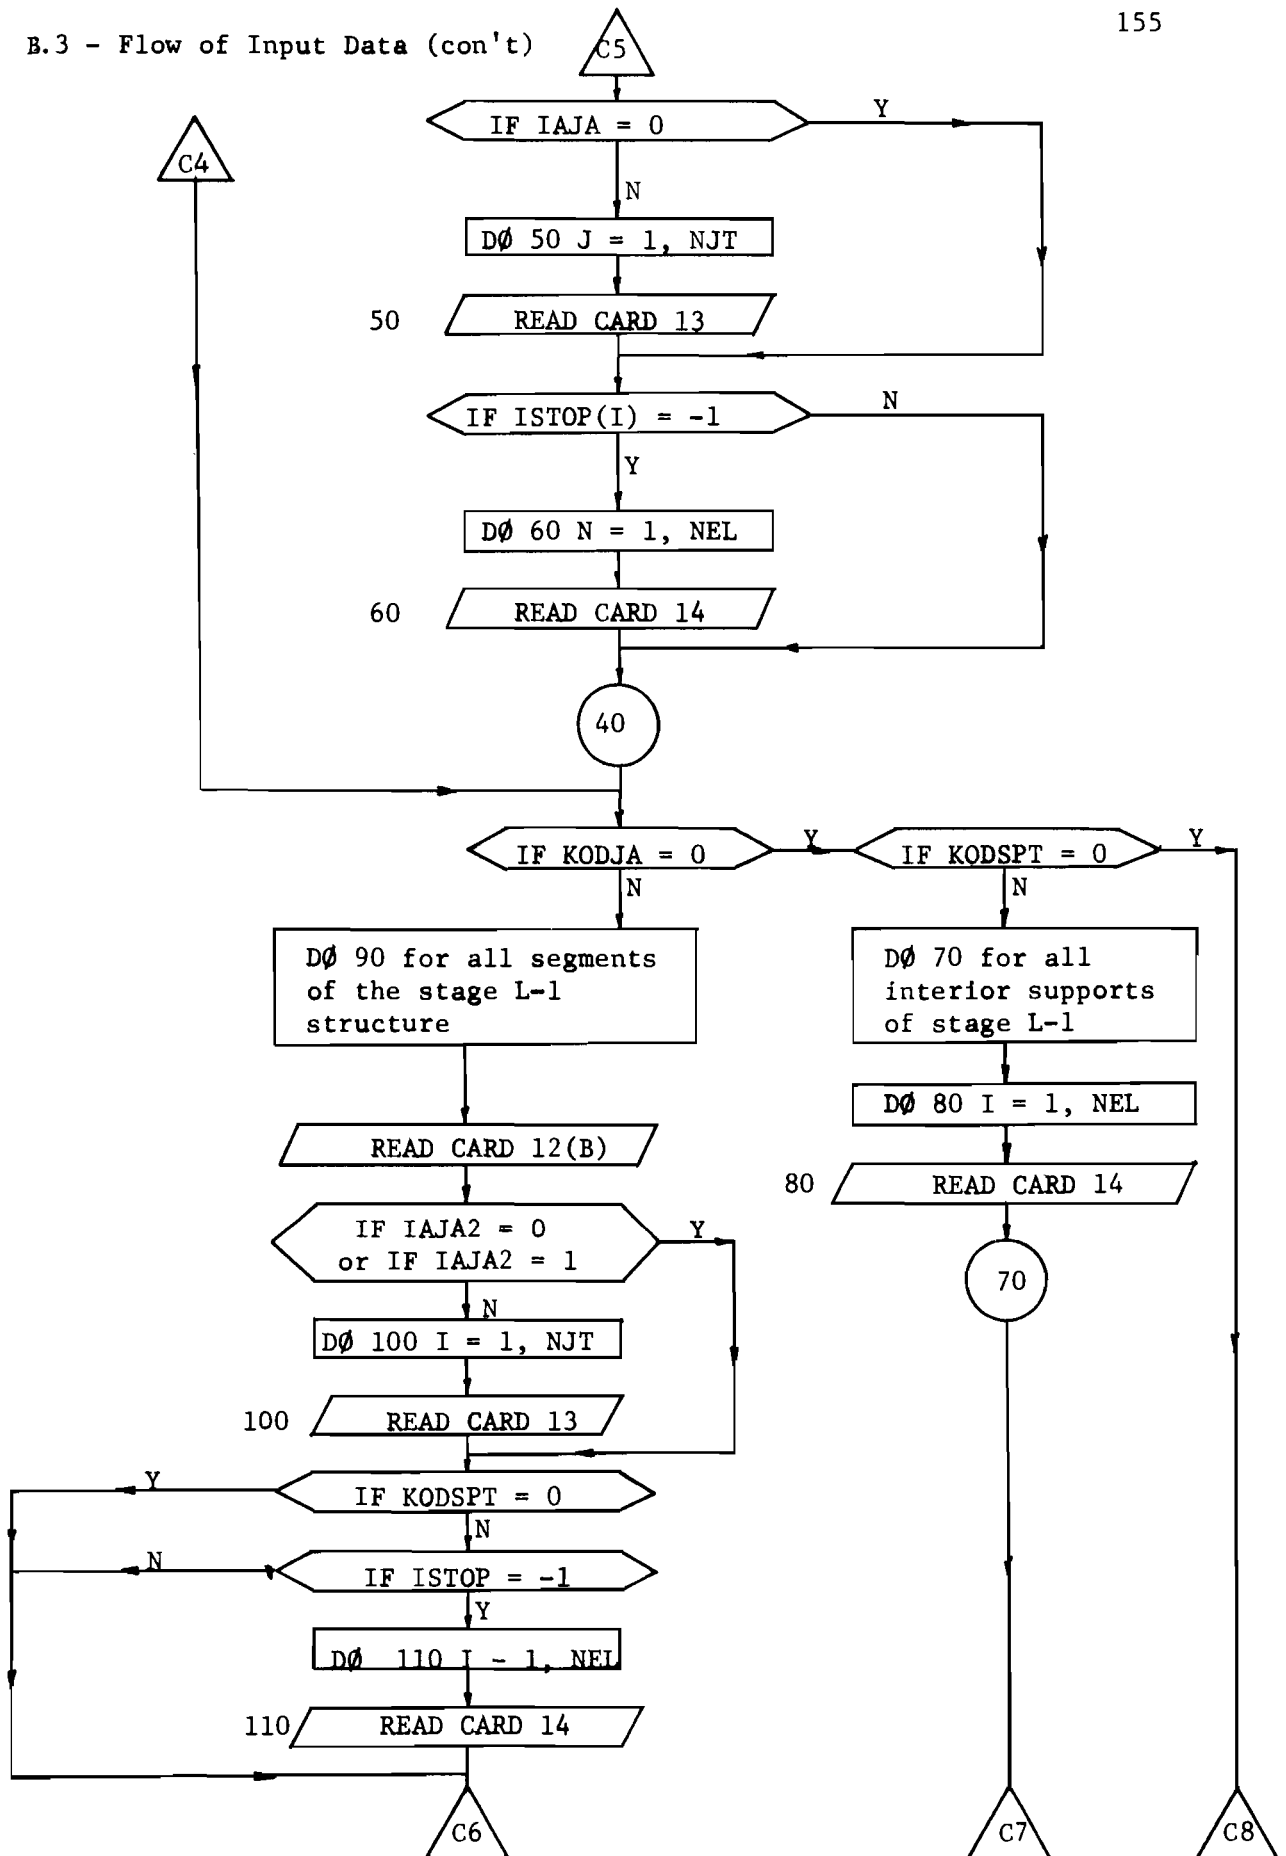 155
B.3 - Flow of Input Data (con't)
C5
IF IAJA = 0
Y
C4
N
DØ 50 J = 1, NJT
50
READ CARD 13
IF ISTOP(I) = -1
N
Y
DØ 60 N = 1, NEL
60
READ CARD 14
40
IF KODJA = 0
Y
IF KODSPT = 0
Y
N
N
DØ 90 for all segments
of the stage L-1
structure
DØ 70 for all
interior supports
of stage L-1
DØ 80 I = 1, NEL
READ CARD 12(B)
80
READ CARD 14
IF IAJA2 = 0
or IF IAJA2 = 1
Y
70
N
DØ 100 I = 1, NJT
100
READ CARD 13
Y
IF KODSPT = 0
N
N
IF ISTOP = -1
Y
DØ 110 I - 1, NEL
110
READ CARD 14
C6
C7
C8